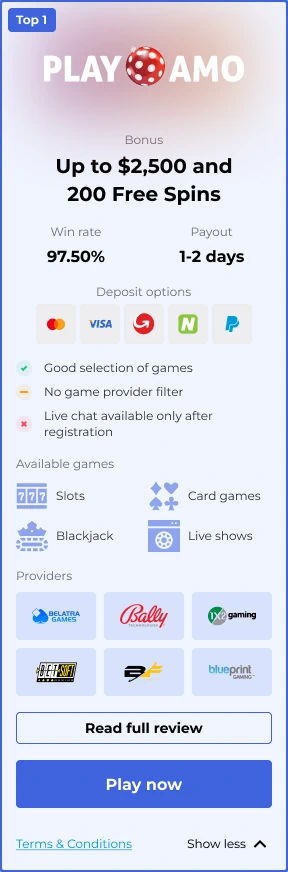 Top 1
PLAY AMO
Bonus
Up to $2,500 and
200 Free Spins
Win rate
Payout
97.50%
1-2 days
Deposit options
VISA
N
Good selection of games
No game provider filter
Live chat available only after
registration
Available games
777
Slots
Card games
Blackjack
Live shows
Providers
BELATRA
GAMES
Bally
TECHNOLOGIES
1X2 gaming
BETSOFT
BF
blueprint
GAMING™
Read full review
Play now
Terms & Conditions
Show less